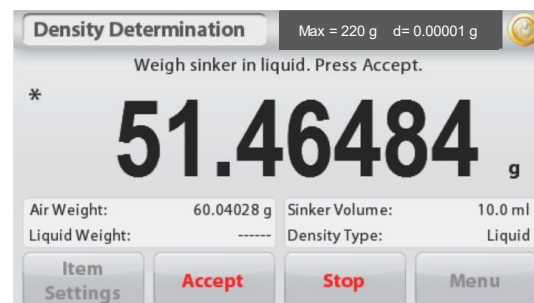 Density Determination Max = 220 g d= 0.00001 g
Weigh sinker in liquid. Press Accept.
* 51.46484 g
Air Weight: 60.04028 g Sinker Volume: 10.0 ml
Liquid Weight: ------ Density Type: Liquid
Item Settings Accept Stop Menu